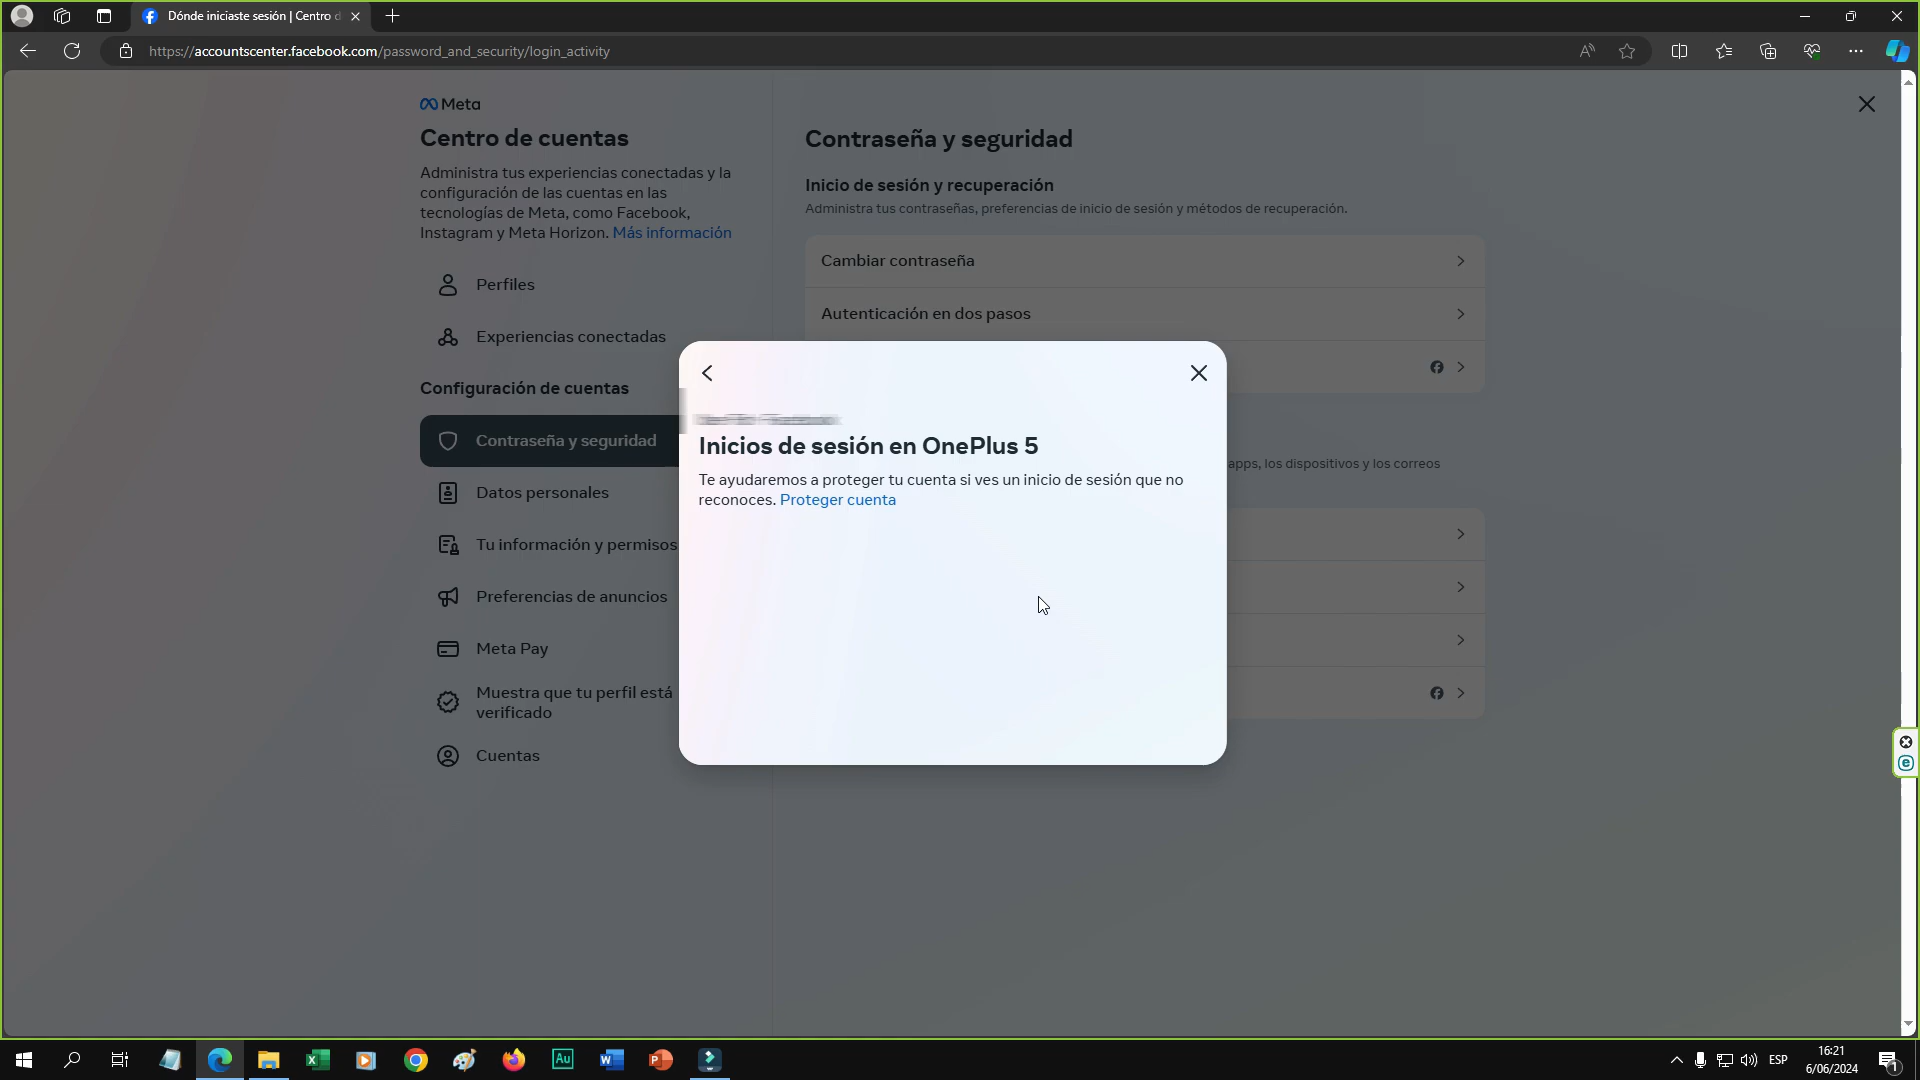 Dónde iniciaste sesión | Centro d
https://accountscenter.facebook.com/password_and_security/login_activity
Meta
Centro de cuentas
Administra tus experiencias conectadas y la
configuración de las cuentas en las
tecnologías de Meta, como Facebook,
Instagram y Meta Horizon. Más información
Perfiles
Experiencias conectadas
Configuración de cuentas
Contraseña y seguridad
Datos personales
Tu información y permisos
Preferencias de anuncios
Meta Pay
Muestra que tu perfil está
verificado
Cuentas
Contraseña y seguridad
Inicio de sesión y recuperación
Administra tus contraseñas, preferencias de inicio de sesión y métodos de recuperación.
Cambiar contraseña
Autenticación en dos pasos
apps, los dispositivos y los correos
Inicios de sesión en OnePlus 5
Te ayudaremos a proteger tu cuenta si ves un inicio de sesión que no
reconoces. Proteger cuenta
Au
ESP
16:21
6/06/2024
1